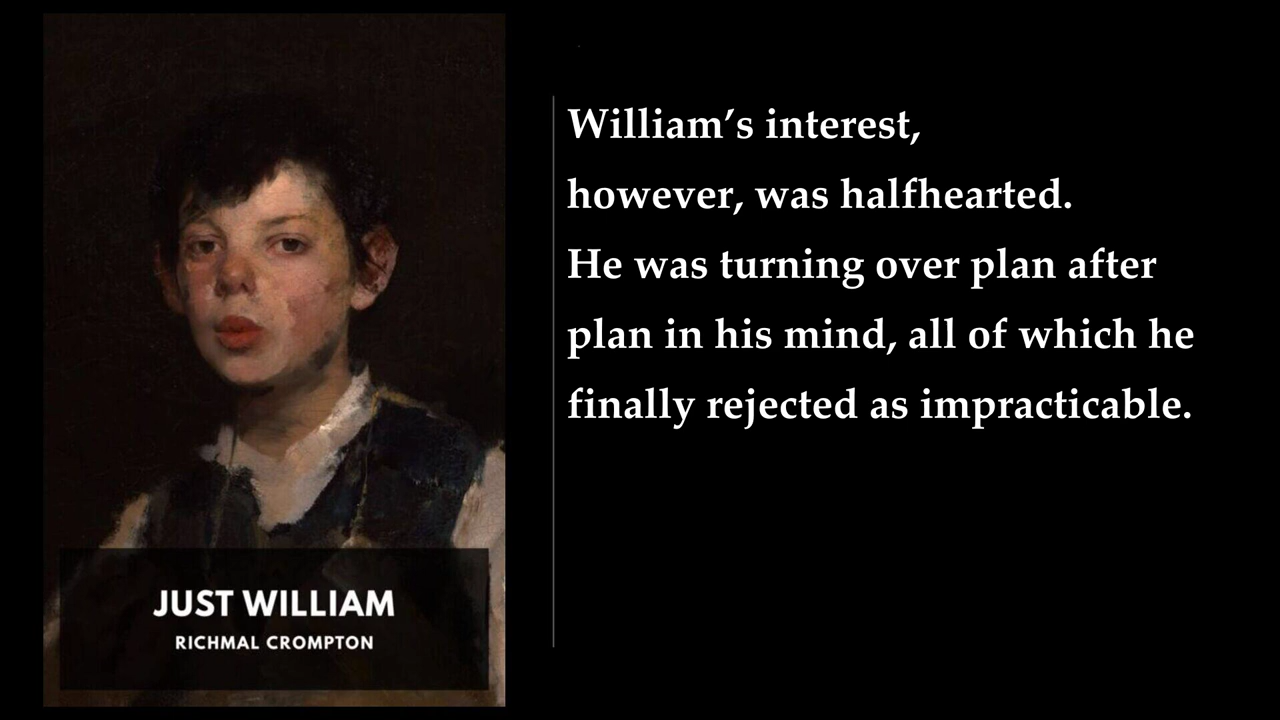 JUST WILLIAM
RICHMAL CROMPTON
William’s interest,
however, was halfhearted.
He was turning over plan after
plan in his mind, all of which he
finally rejected as impracticable.